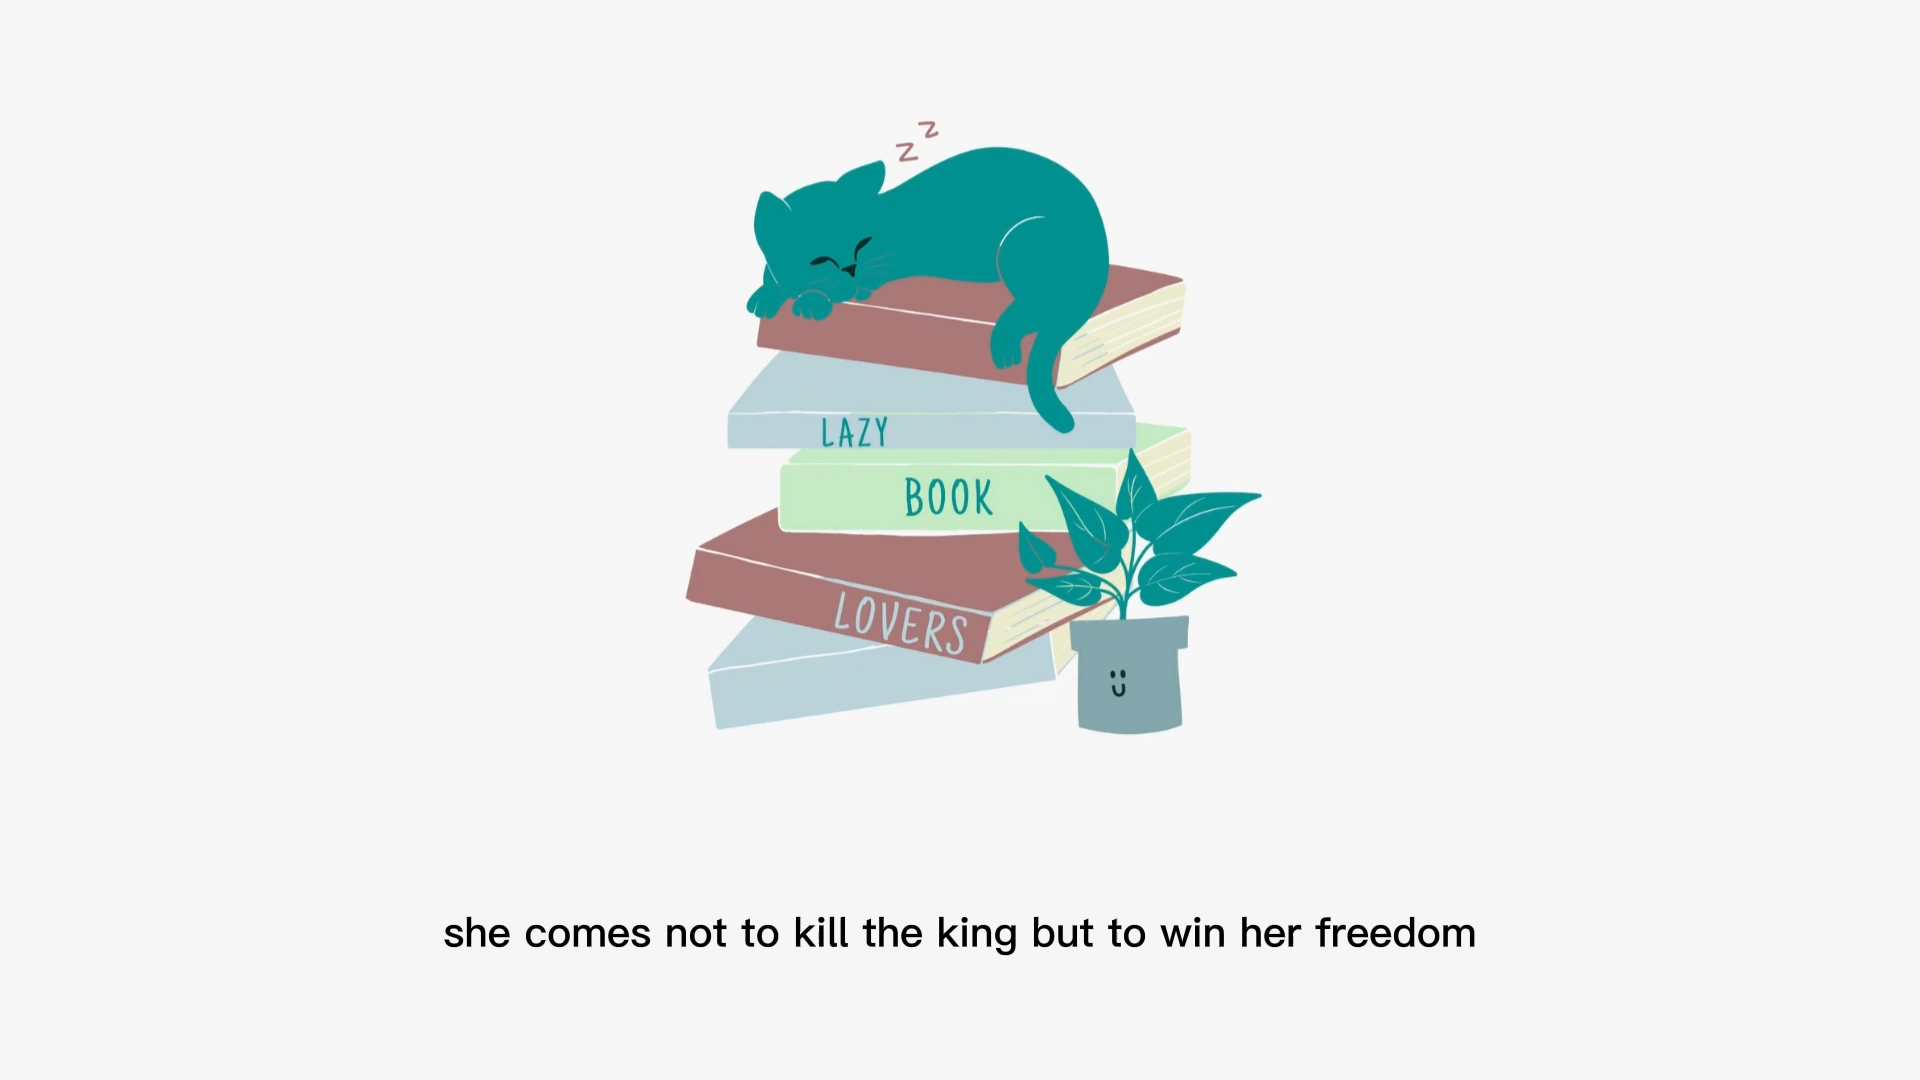 z
z
LAZY
BOOK
LOVERS
she comes not to kill the king but to win her freedom